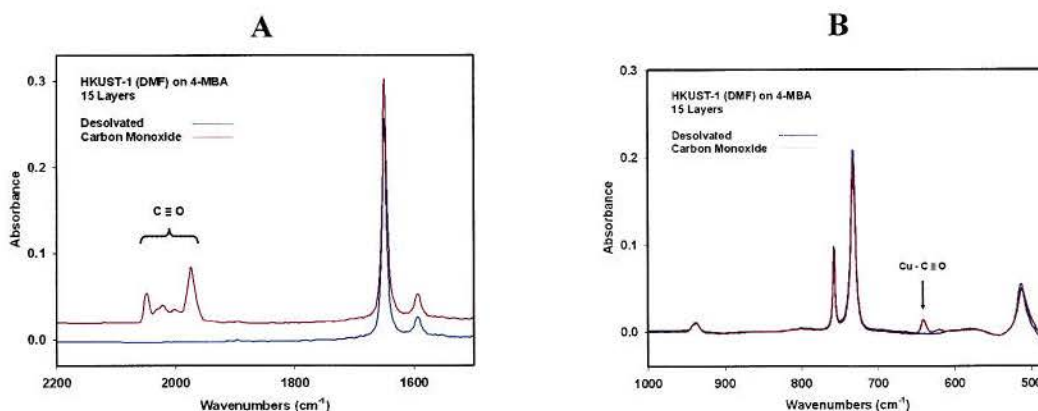 A
HKUST-1 (DMF) on 4-MBA
15 Layers
Desolvated
Carbon Monoxide
C ≡ O
0.3
0.2
0.1
0.0
Absorbance
2200 2000 1800 1600
Wavenumbers (cm-1)
B
HKUST-1 (DMF) on 4-MBA
15 Layers
Desolvated
Carbon Monoxide
Cu - C ≡ O
0.3
0.2
0.1
0.0
Absorbance
1000 900 800 700 600 500
Wavenumbers (cm-1)